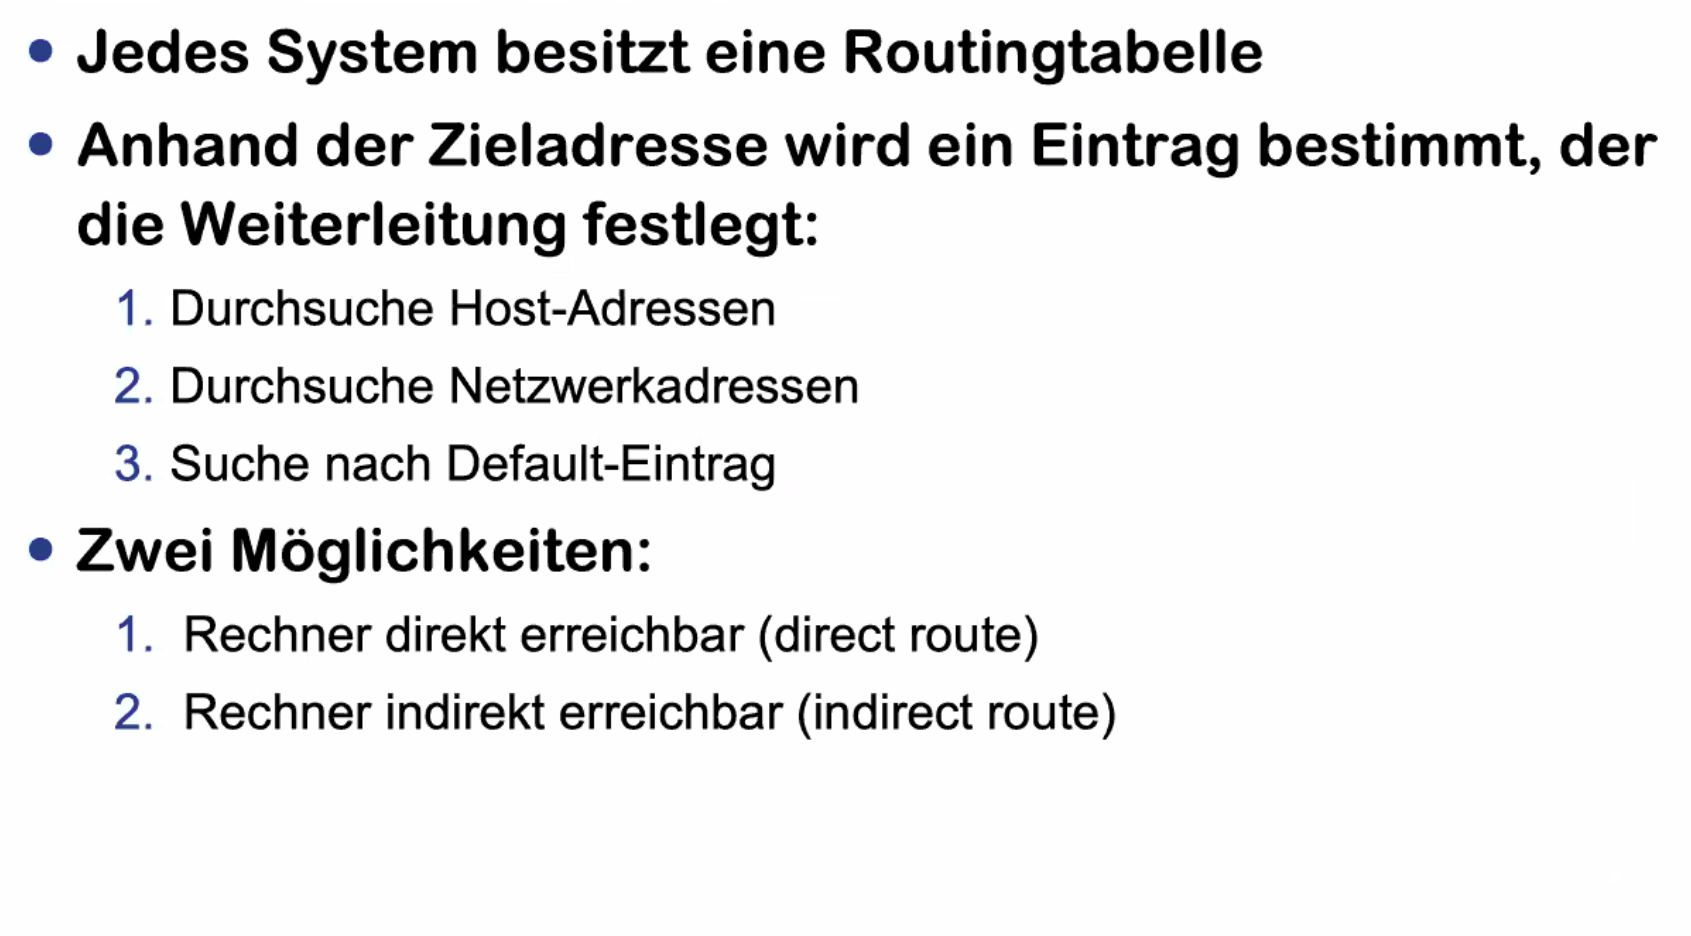 • Jedes System besitzt eine Routingtabelle
• Anhand der Zieladresse wird ein Eintrag bestimmt, der
die Weiterleitung festlegt:
1. Durchsuche Host-Adressen
2. Durchsuche Netzwerkadressen
3. Suche nach Default-Eintrag
• Zwei Möglichkeiten:
1. Rechner direkt erreichbar (direct route)
2. Rechner indirekt erreichbar (indirect route)